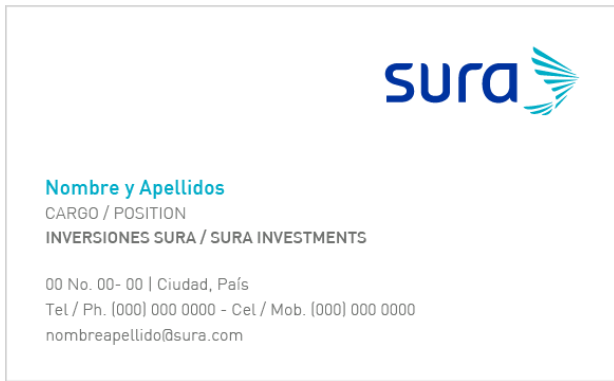 sura
Nombre y Apellidos
CARGO / POSITION
INVERSIONES SURA / SURA INVESTMENTS
00 No. 00- 00 | Ciudad, País
Tel / Ph. (000) 000 0000 - Cel / Mob. (000) 000 0000
nombreapellido@sura.com